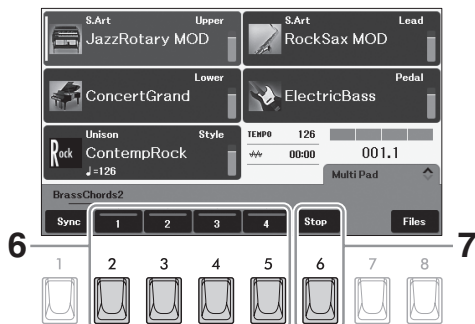 S.Art Upper
JazzRotary MOD
S.Art Lead
RockSax MOD
Lower
ConcertGrand
Pedal
ElectricBass
Unison Style
Rock ContempRock
♩=126
TEMPO 126
00:00
001.1
Multi Pad
BrassChords2
Sync 1 2 3 4 Stop Files
6 7
1 2 3 4 5 6 7 8